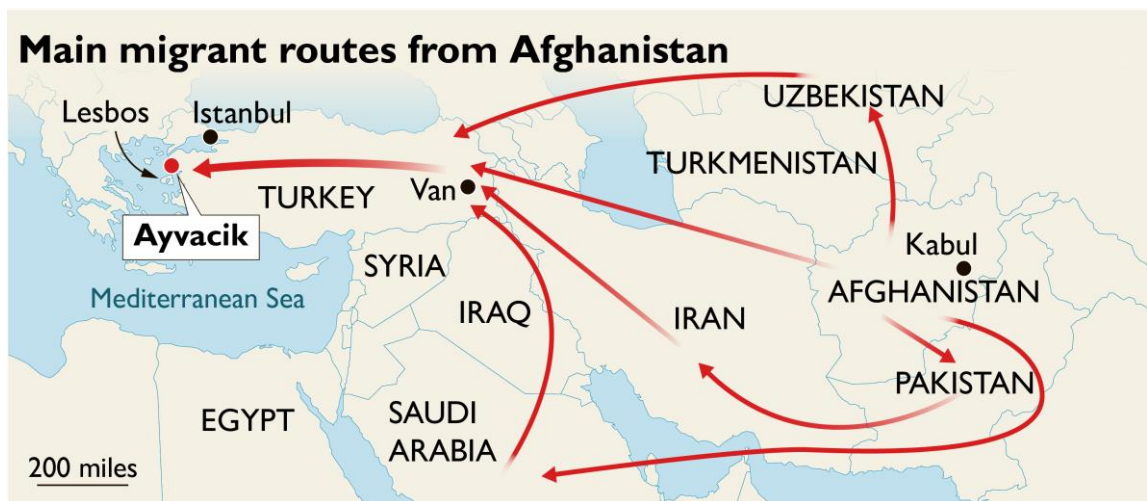 Main migrant routes from Afghanistan
Lesbos
Istanbul
UZBEKISTAN
TURKMENISTAN
TURKEY
Van
Ayvacik
Kabul
SYRIA
AFGHANISTAN
Mediterranean Sea
IRAQ
IRAN
PAKISTAN
EGYPT
SAUDI
ARABIA
200 miles